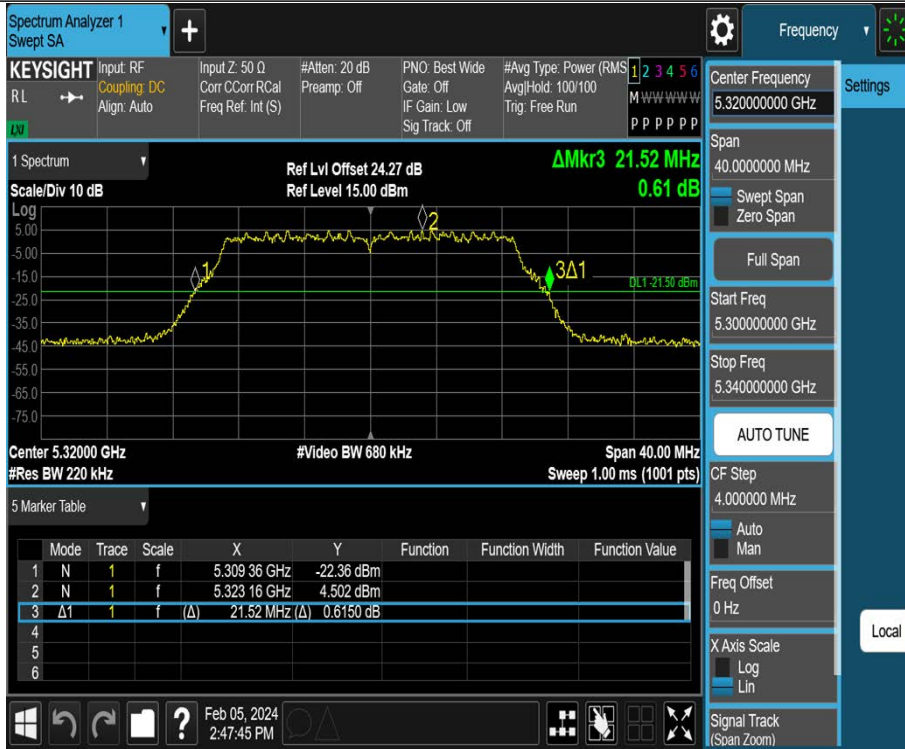 Spectrum Analyzer 1
Swept SA
+
Frequency
KEYSIGHT
RL
LXI
Input: RF
Coupling: DC
Align: Auto
Input Z: 50 Ω
Corr CCorr RCal
Freq Ref: Int (S)
#Atten: 20 dB
Preamp: Off
PNO: Best Wide
Gate: Off
IF Gain: Low
Sig Track: Off
#Avg Type: Power (RMS
Avg|Hold: 100/100
Trig: Free Run
1 2 3 4 5 6
M W W W W W
P P P P P P
Center Frequency
5.320000000 GHz
Settings
Span
40.0000000 MHz
Swept Span
Zero Span
Full Span
Start Freq
5.300000000 GHz
Stop Freq
5.340000000 GHz
AUTO TUNE
CF Step
4.000000 MHz
Auto
Man
Freq Offset
0 Hz
X Axis Scale
Log
Lin
Signal Track
(Span Zoom)
Local
1 Spectrum
Scale/Div 10 dB
Ref Lvl Offset 24.27 dB
Ref Level 15.00 dBm
ΔMkr3 21.52 MHz
0.61 dB
Log
5.00
-5.00
-15.0
-25.0
-35.0
-45.0
-55.0
-65.0
-75.0
1
2
3Δ1
DL1 -21.50 dBm
Center 5.32000 GHz
#Res BW 220 kHz
#Video BW 680 kHz
Span 40.00 MHz
Sweep 1.00 ms (1001 pts)
5 Marker Table
Mode Trace Scale X Y Function Function Width Function Value
1 N 1 f 5.309 36 GHz -22.36 dBm
2 N 1 f 5.323 16 GHz 4.502 dBm
3 Δ1 1 f (Δ) 21.52 MHz (Δ) 0.6150 dB
4
5
6
?
Feb 05, 2024
2:47:45 PM